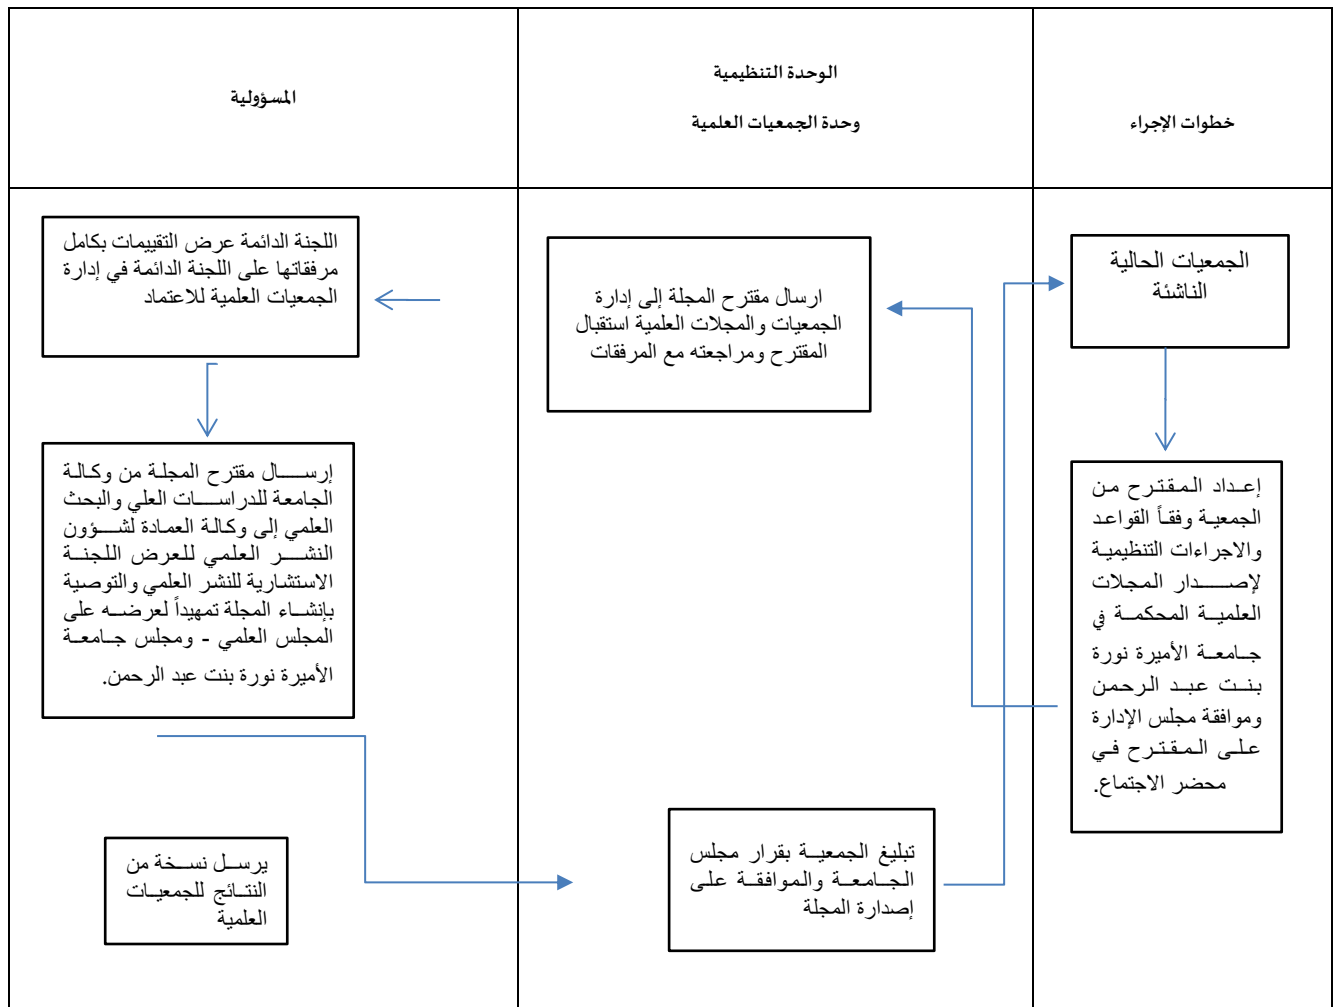 خطوات الإجراء
الوحدة التنظيمية
وحدة الجمعيات العلمية
المسؤولية
الجمعيات الحالية
الناشئة
إعداد المقترح من
الجمعية وفقاً القواعد
والاجراءات التنظيمية
لإصدار المجلات
العلمية المحكمة في
جامعة الأميرة نورة
بنت عبد الرحمن
وموافقة مجلس الإدارة
على المقترح في
محضر الاجتماع.
ارسال مقترح المجلة إلى إدارة
الجمعيات والمجلات العلمية استقبال
المقترح ومراجعته مع المرفقات
تبليغ الجمعية بقرار مجلس
الجامعة والموافقة على
إصدارة المجلة
اللجنة الدائمة عرض التقييمات بكامل
مرفقاتها على اللجنة الدائمة في إدارة
الجمعيات العلمية للاعتماد
إرسال مقترح المجلة من وكالة
الجامعة للدراسات العلي والبحث
العلمي إلى وكالة العمادة لشؤون
النشر العلمي للعرض اللجنة
الاستشارية للنشر العلمي والتوصية
بإنشاء المجلة تمهيداً لعرضه على
المجلس العلمي - ومجلس جامعة
الأميرة نورة بنت عبد الرحمن.
يرسل نسخة من
النتائج للجمعيات
العلمية